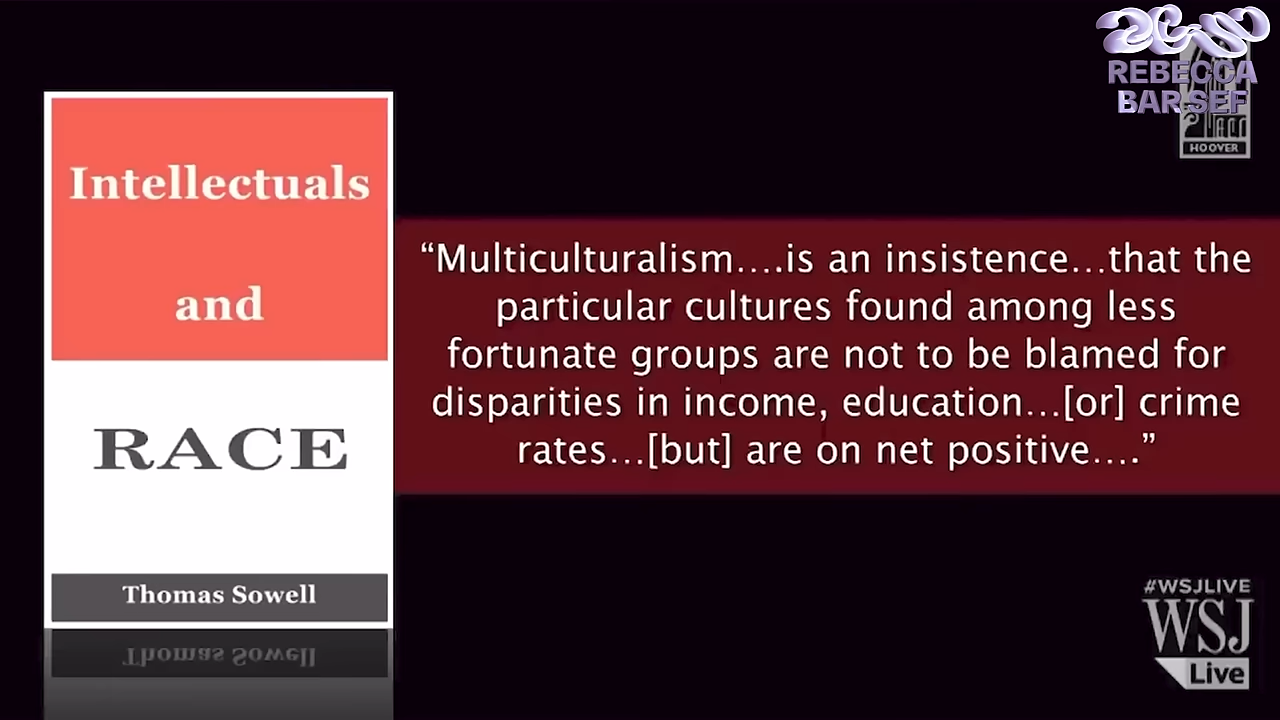 REBECCA
BAR SEF
HOOVER
Intellectuals
and
RACE
Thomas Sowell
Thomas Sowell
“Multiculturalism….is an insistence…that the
particular cultures found among less
fortunate groups are not to be blamed for
disparities in income, education…[or] crime
rates…[but] are on net positive….”
#WSJLIVE
WSJ
Live